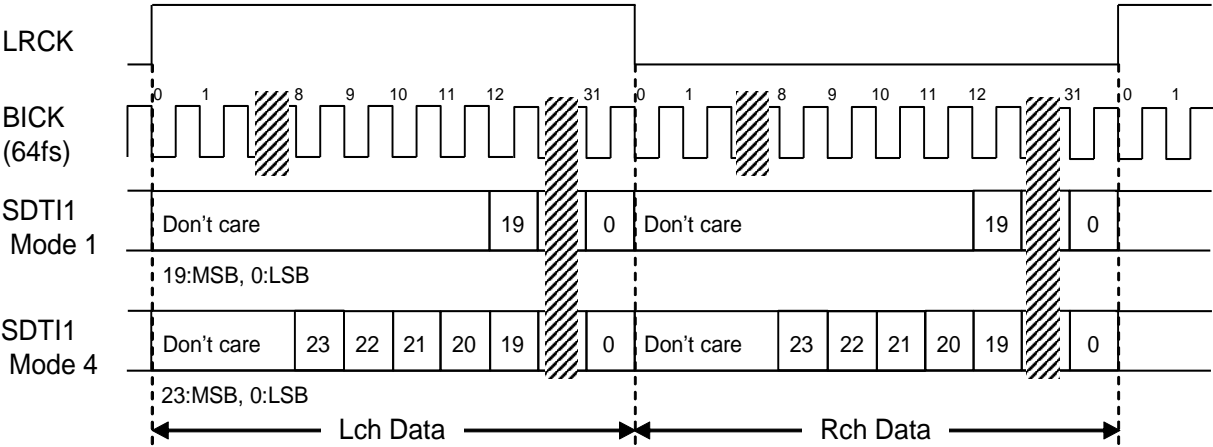 LRCK
0 1 8 9 10 11 12 31 0 1 8 9 10 11 12 31 0 1
BICK
(64fs)
SDTI1
Mode 1
Don't care 19 0 Don't care 19 0
19:MSB, 0:LSB
SDTI1
Mode 4
Don't care 23 22 21 20 19 0 Don't care 23 22 21 20 19 0
23:MSB, 0:LSB
Lch Data Rch Data